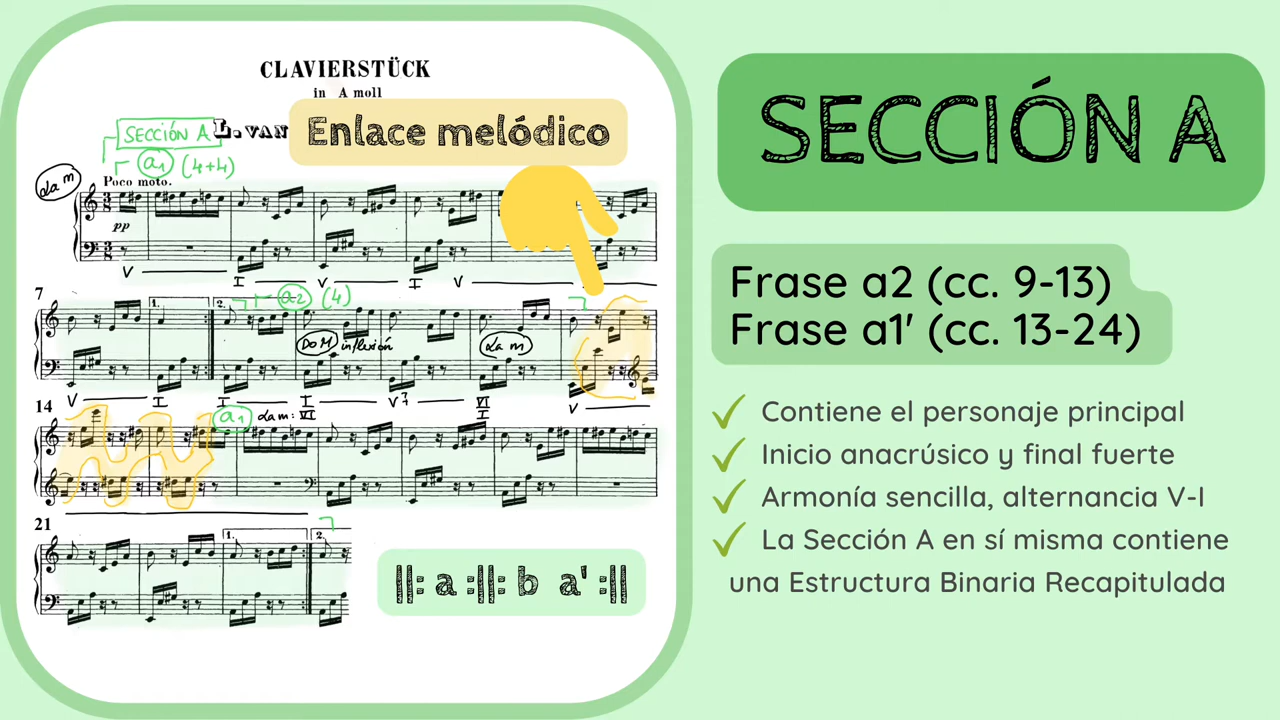 CLAVIERSTÜCK
in A moll
SECCIÓN A
L. VAN
Enlace melódico
a1 (4+4)
La m
Poco moto.
pp
V I V I V
7
1. 2. a2 (4)
DO M inflexión La m
V I I V7 VI
I V
14
a1 La m: VI
21
1. 2.
||: a :||: b a' :||
SECCIÓN A
Frase a2 (cc. 9-13)
Frase a1' (cc. 13-24)
✓ Contiene el personaje principal
✓ Inicio anacrúsico y final fuerte
✓ Armonía sencilla, alternancia V-I
✓ La Sección A en sí misma contiene
una Estructura Binaria Recapitulada